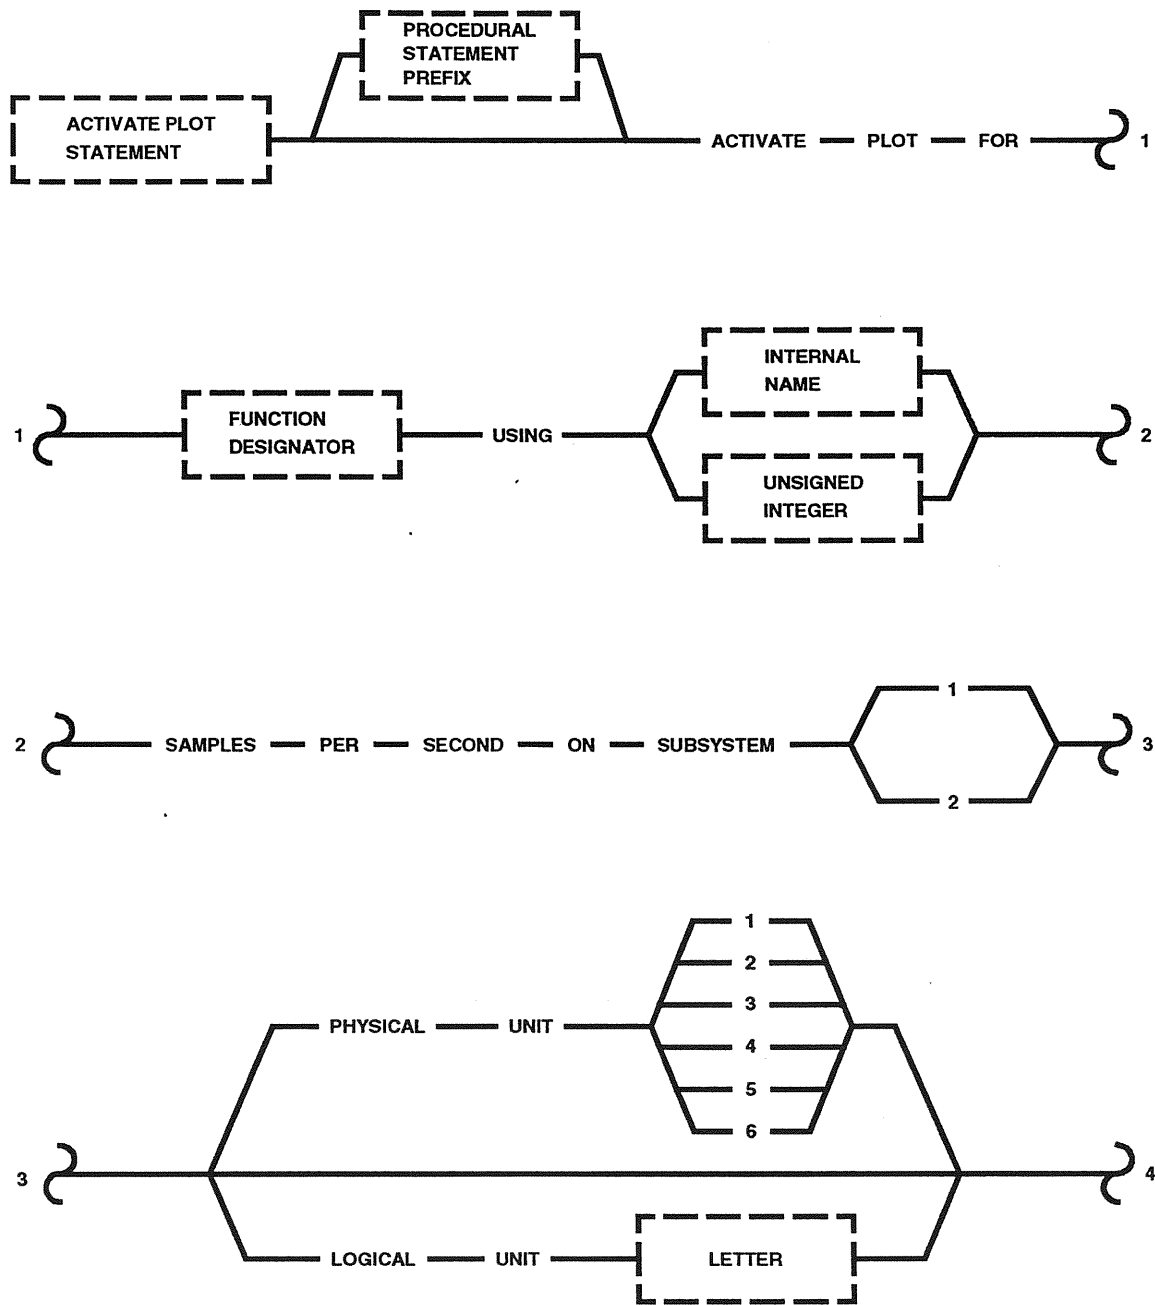 PROCEDURAL
STATEMENT
PREFIX
ACTIVATE PLOT
STATEMENT
ACTIVATE PLOT FOR 1
1 FUNCTION
DESIGNATOR
USING
INTERNAL
NAME
UNSIGNED
INTEGER
2
2 SAMPLES PER SECOND ON SUBSYSTEM
1
2
3
3
PHYSICAL UNIT
1
2
3
4
5
6
LOGICAL UNIT LETTER
4